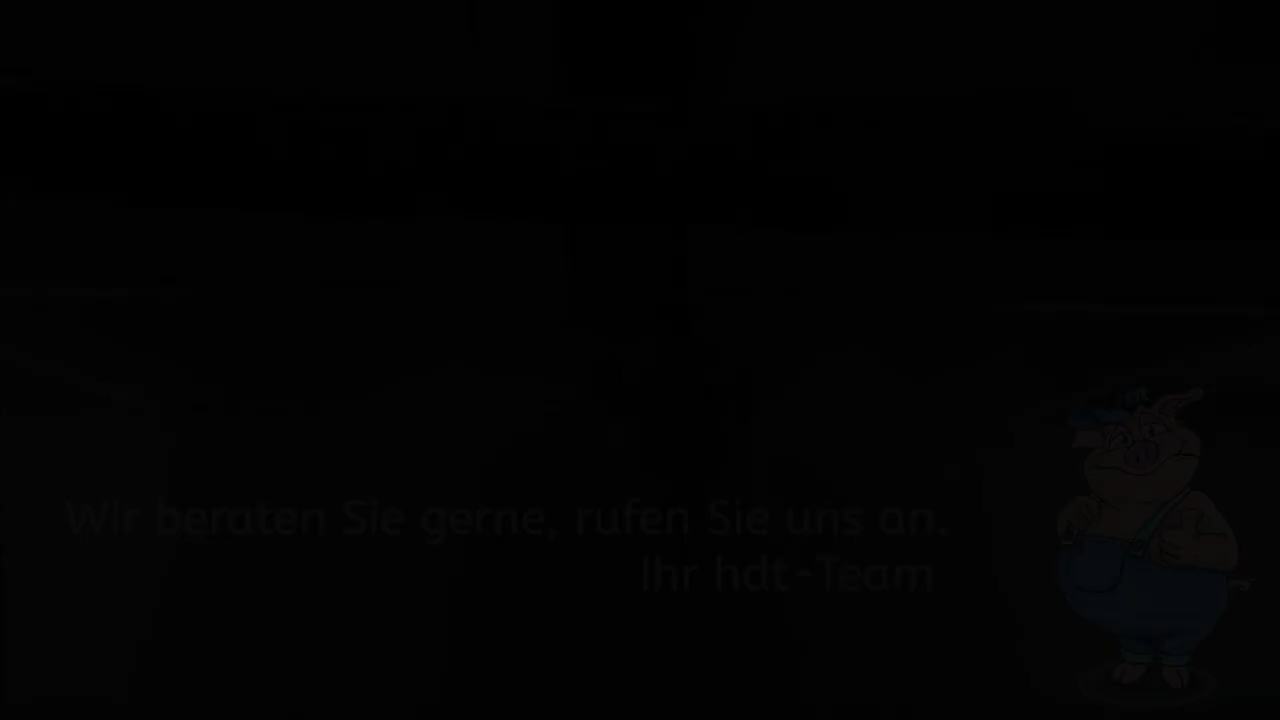 Wir beraten Sie gerne, rufen Sie uns an.
Ihr hdt-Team